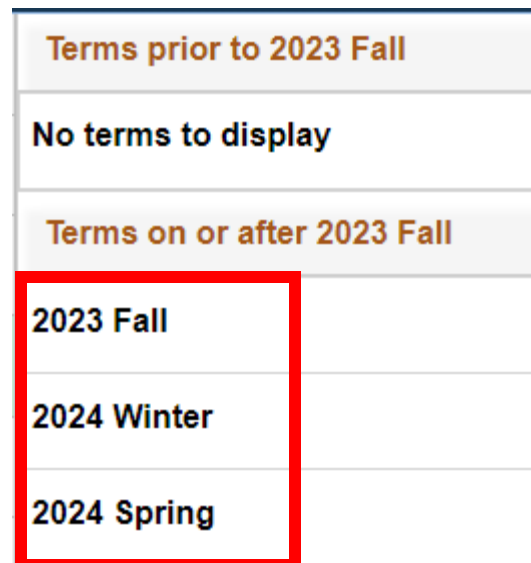 Terms prior to 2023 Fall
No terms to display
Terms on or after 2023 Fall
2023 Fall
2024 Winter
2024 Spring